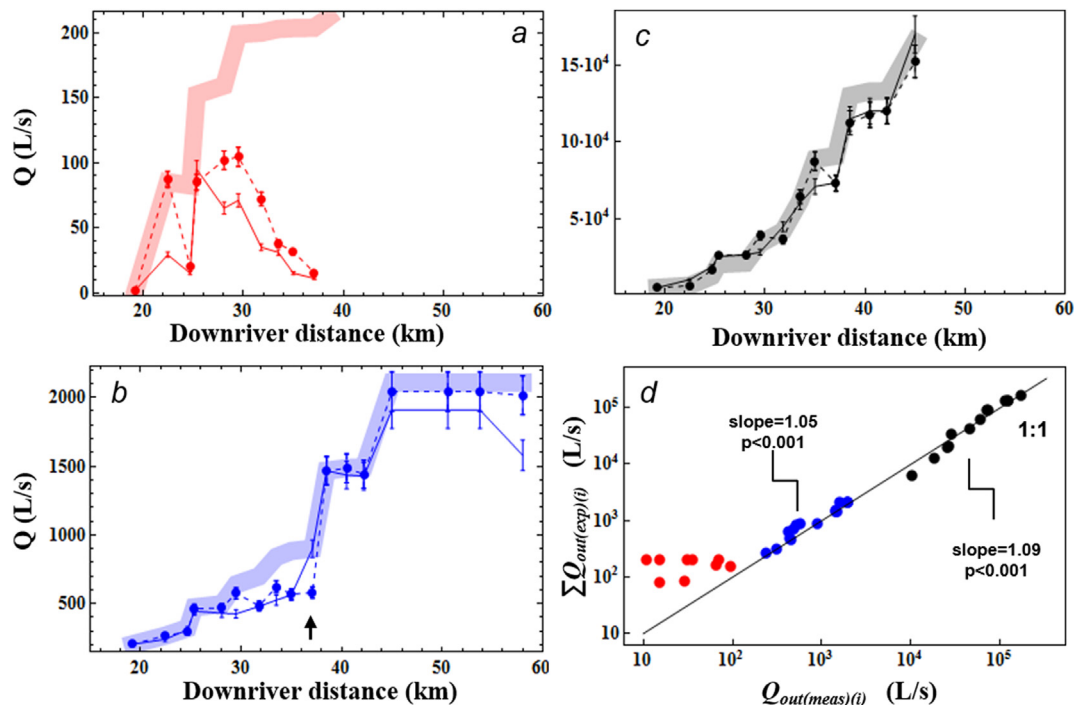 a
200
150
100
50
0
Q (L/s)
20 30 40 50 60
Downriver distance (km)
c
15·10⁴
10·10⁴
5·10⁴
20 30 40 50 60
Downriver distance (km)
b
2000
1500
1000
500
Q (L/s)
20 30 40 50 60
Downriver distance (km)
d
10⁵
10⁴
10³
10²
10
ΣQout(exp)(i) (L/s)
slope=1.05
p<0.001
1:1
slope=1.09
p<0.001
10 10² 10³ 10⁴ 10⁵
Qout(meas)(i) (L/s)